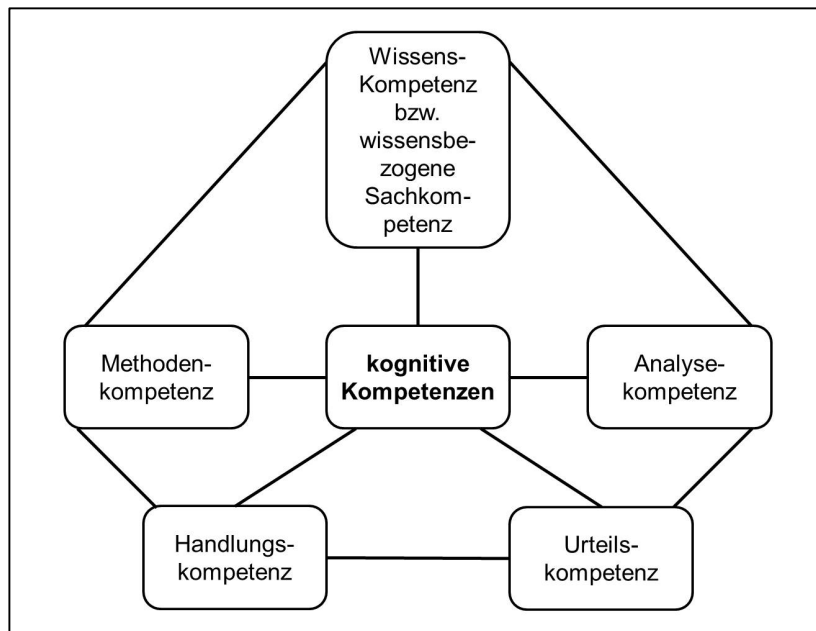 Wissens-
Kompetenz
bzw.
wissensbe-
zogene
Sachkom-
petenz
Methoden-
kompetenz
kognitive
Kompetenzen
Analyse-
kompetenz
Handlungs-
kompetenz
Urteils-
kompetenz